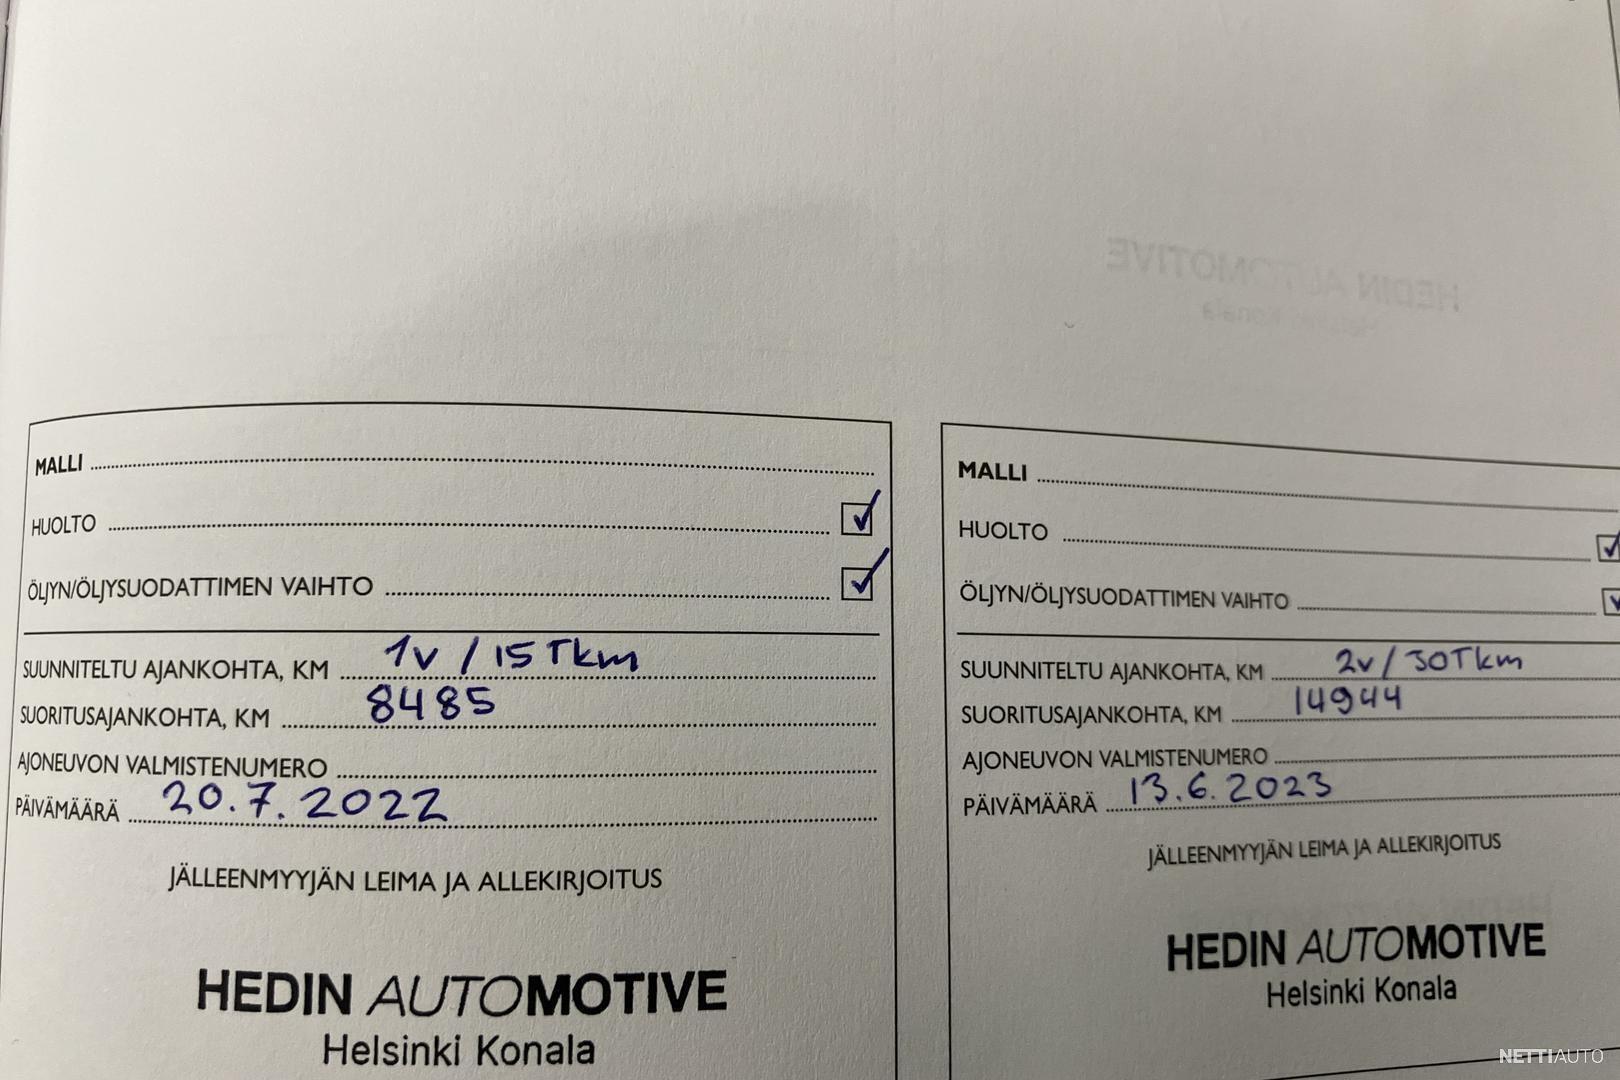 MALLI
HUOLTO
ÖLJYN/ÖLJYSUODATTIMEN VAIHTO
SUUNNITELTU AJANKOHTA, KM 1v / 15 Tkm
SUORITUSAJANKOHTA, KM 8485
AJONEUVON VALMISTENUMERO
PÄIVÄMÄÄRÄ 20.7.2022
JÄLLEENMYYJÄN LEIMA JA ALLEKIRJOITUS
HEDIN AUTOMOTIVE
Helsinki Konala
MALLI
HUOLTO
ÖLJYN/ÖLJYSUODATTIMEN VAIHTO
SUUNNITELTU AJANKOHTA, KM 2v / 30Tkm
SUORITUSAJANKOHTA, KM 14944
AJONEUVON VALMISTENUMERO
PÄIVÄMÄÄRÄ 13.6.2023
JÄLLEENMYYJÄN LEIMA JA ALLEKIRJOITUS
HEDIN AUTOMOTIVE
Helsinki Konala
HEDIN AUTOMOTIVE
Helsinki Konala
NETTIAUTO